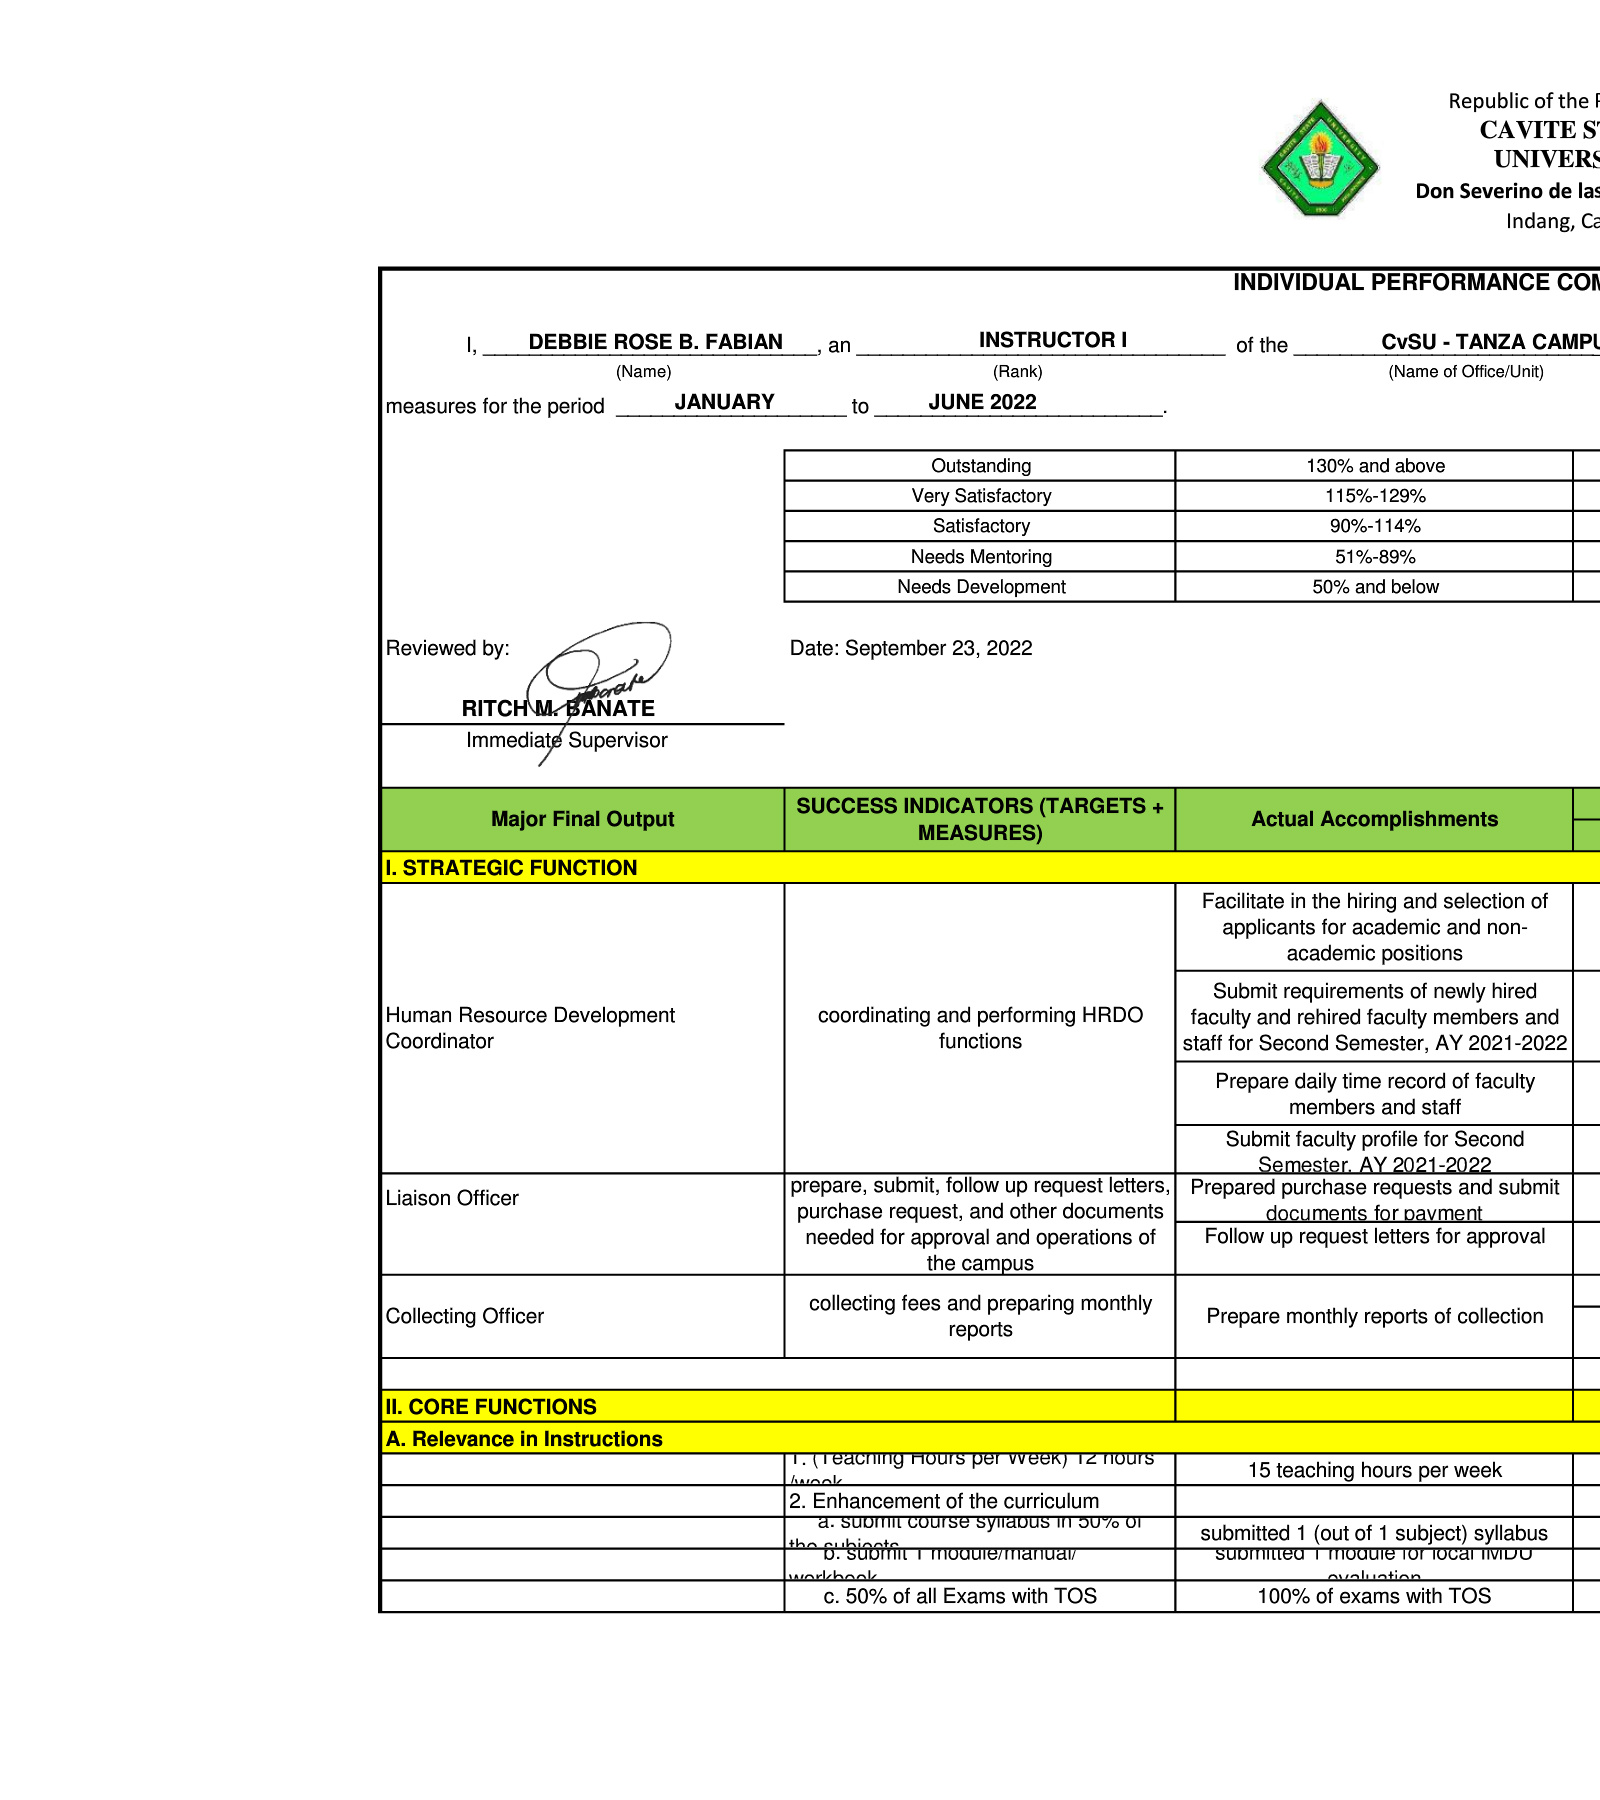 Republic of the
CAVITE
UNIVERS
Don Severino de las
Indang,
INDIVIDUAL PERFORMANCE
I, DEBBIE ROSE B. FABIAN, an INSTRUCTOR I of the CvSU - TANZA CAMPU
(Name) (Rank) (Name of Office/Unit)
measures for the period JANUARY to JUNE 2022.
Outstanding 130% and above
Very Satisfactory 115%-129%
Satisfactory 90%-114%
Needs Mentoring 51%-89%
Needs Development 50% and below
Reviewed by: Date: September 23, 2022
RITCH M. BANATE
Immediate Supervisor
Major Final Output
SUCCESS INDICATORS (TARGETS +
MEASURES)
Actual Accomplishments
I. STRATEGIC FUNCTION
Human Resource Development
Coordinator
coordinating and performing HRDO
functions
Facilitate in the hiring and selection of
applicants for academic and non-
academic positions
Submit requirements of newly hired
faculty and rehired faculty members and
staff for Second Semester, AY 2021-2022
Prepare daily time record of faculty
members and staff
Submit faculty profile for Second
Semester, AY 2021-2022
Liaison Officer
prepare, submit, follow up request letters,
purchase request, and other documents
needed for approval and operations of
the campus
Prepared purchase requests and submit
documents for payment
Follow up request letters for approval
Collecting Officer
collecting fees and preparing monthly
reports
Prepare monthly reports of collection
II. CORE FUNCTIONS
A. Relevance in Instructions
1. (Teaching Hours per Week) 12 hours
/week
15 teaching hours per week
2. Enhancement of the curriculum
a. submit course syllabus in 50% of
the subjects
submitted 1 (out of 1 subject) syllabus
b. submit 1 module/manual/
workbook
submitted 1 module for local IMDU
evaluation
c. 50% of all Exams with TOS
100% of exams with TOS